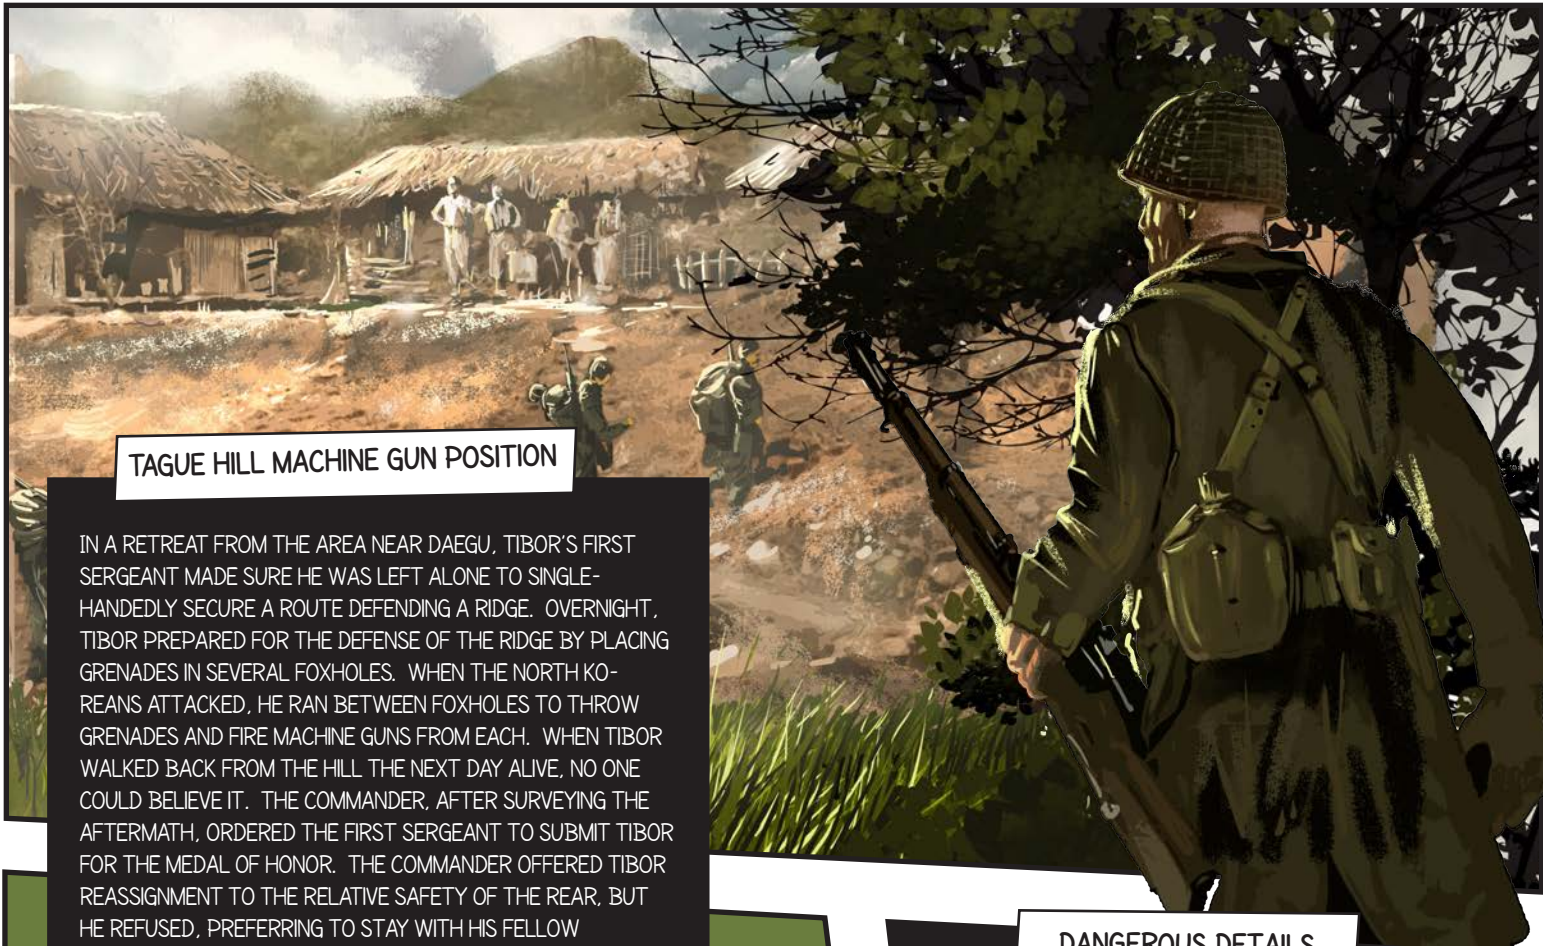 TAGUE HILL MACHINE GUN POSITION
IN A RETREAT FROM THE AREA NEAR DAEGU, TIBOR'S FIRST
SERGEANT MADE SURE HE WAS LEFT ALONE TO SINGLE-
HANDEDLY SECURE A ROUTE DEFENDING A RIDGE. OVERNIGHT,
TIBOR PREPARED FOR THE DEFENSE OF THE RIDGE BY PLACING
GRENADES IN SEVERAL FOXHOLES. WHEN THE NORTH KO-
REANS ATTACKED, HE RAN BETWEEN FOXHOLES TO THROW
GRENADES AND FIRE MACHINE GUNS FROM EACH. WHEN TIBOR
WALKED BACK FROM THE HILL THE NEXT DAY ALIVE, NO ONE
COULD BELIEVE IT. THE COMMANDER, AFTER SURVEYING THE
AFTERMATH, ORDERED THE FIRST SERGEANT TO SUBMIT TIBOR
FOR THE MEDAL OF HONOR. THE COMMANDER OFFERED TIBOR
REASSIGNMENT TO THE RELATIVE SAFETY OF THE REAR, BUT
HE REFUSED, PREFERRING TO STAY WITH HIS FELLOW
DANGEROUS DETAILS